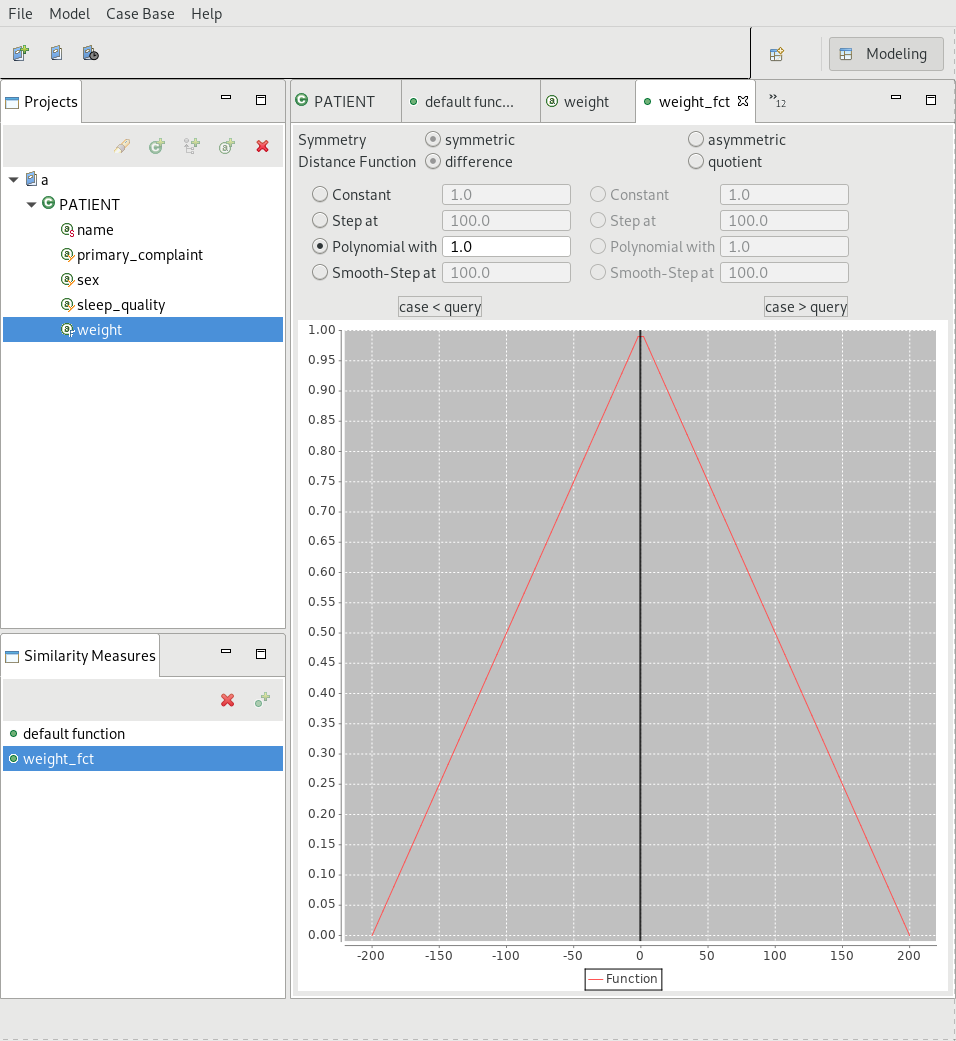 File Model Case Base Help
Modeling
Projects
a
PATIENT
name
primary_complaint
sex
sleep_quality
weight
Similarity Measures
default function
weight_fct
PATIENT default func... weight weight_fct »12
Symmetry symmetric asymmetric
Distance Function difference quotient
Constant 1.0 Constant 1.0
Step at 100.0 Step at 100.0
Polynomial with 1.0 Polynomial with 1.0
Smooth-Step at 100.0 Smooth-Step at 100.0
case < query case > query
1.00
0.95
0.90
0.85
0.80
0.75
0.70
0.65
0.60
0.55
0.50
0.45
0.40
0.35
0.30
0.25
0.20
0.15
0.10
0.05
0.00
-200 -150 -100 -50 0 50 100 150 200
Function